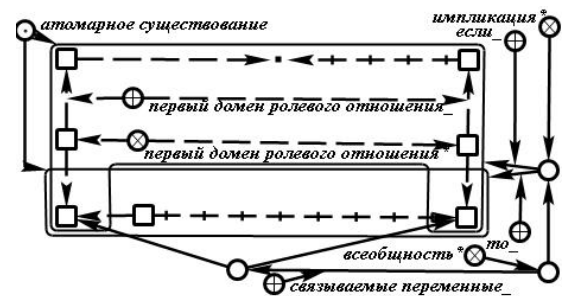 атомарное существование
импликация*
если_
первый домен ролевого отношения_
первый домен ролевого отношения*
всеобщность*
то_
связываемые переменные_